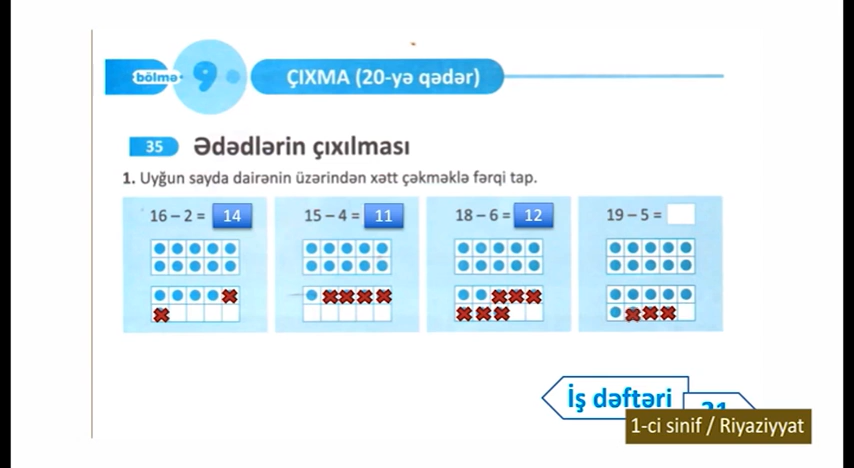 bölmə 9 ÇIXMA (20-yə qədər)
35 Ədədlərin çıxılması
1. Uyğun sayda dairənin üzərindən xətt çəkməklə fərqi tap.
16 – 2 = 14
15 – 4 = 11
18 – 6 = 12
19 – 5 =
İş dəftəri
1-ci sinif / Riyaziyyat